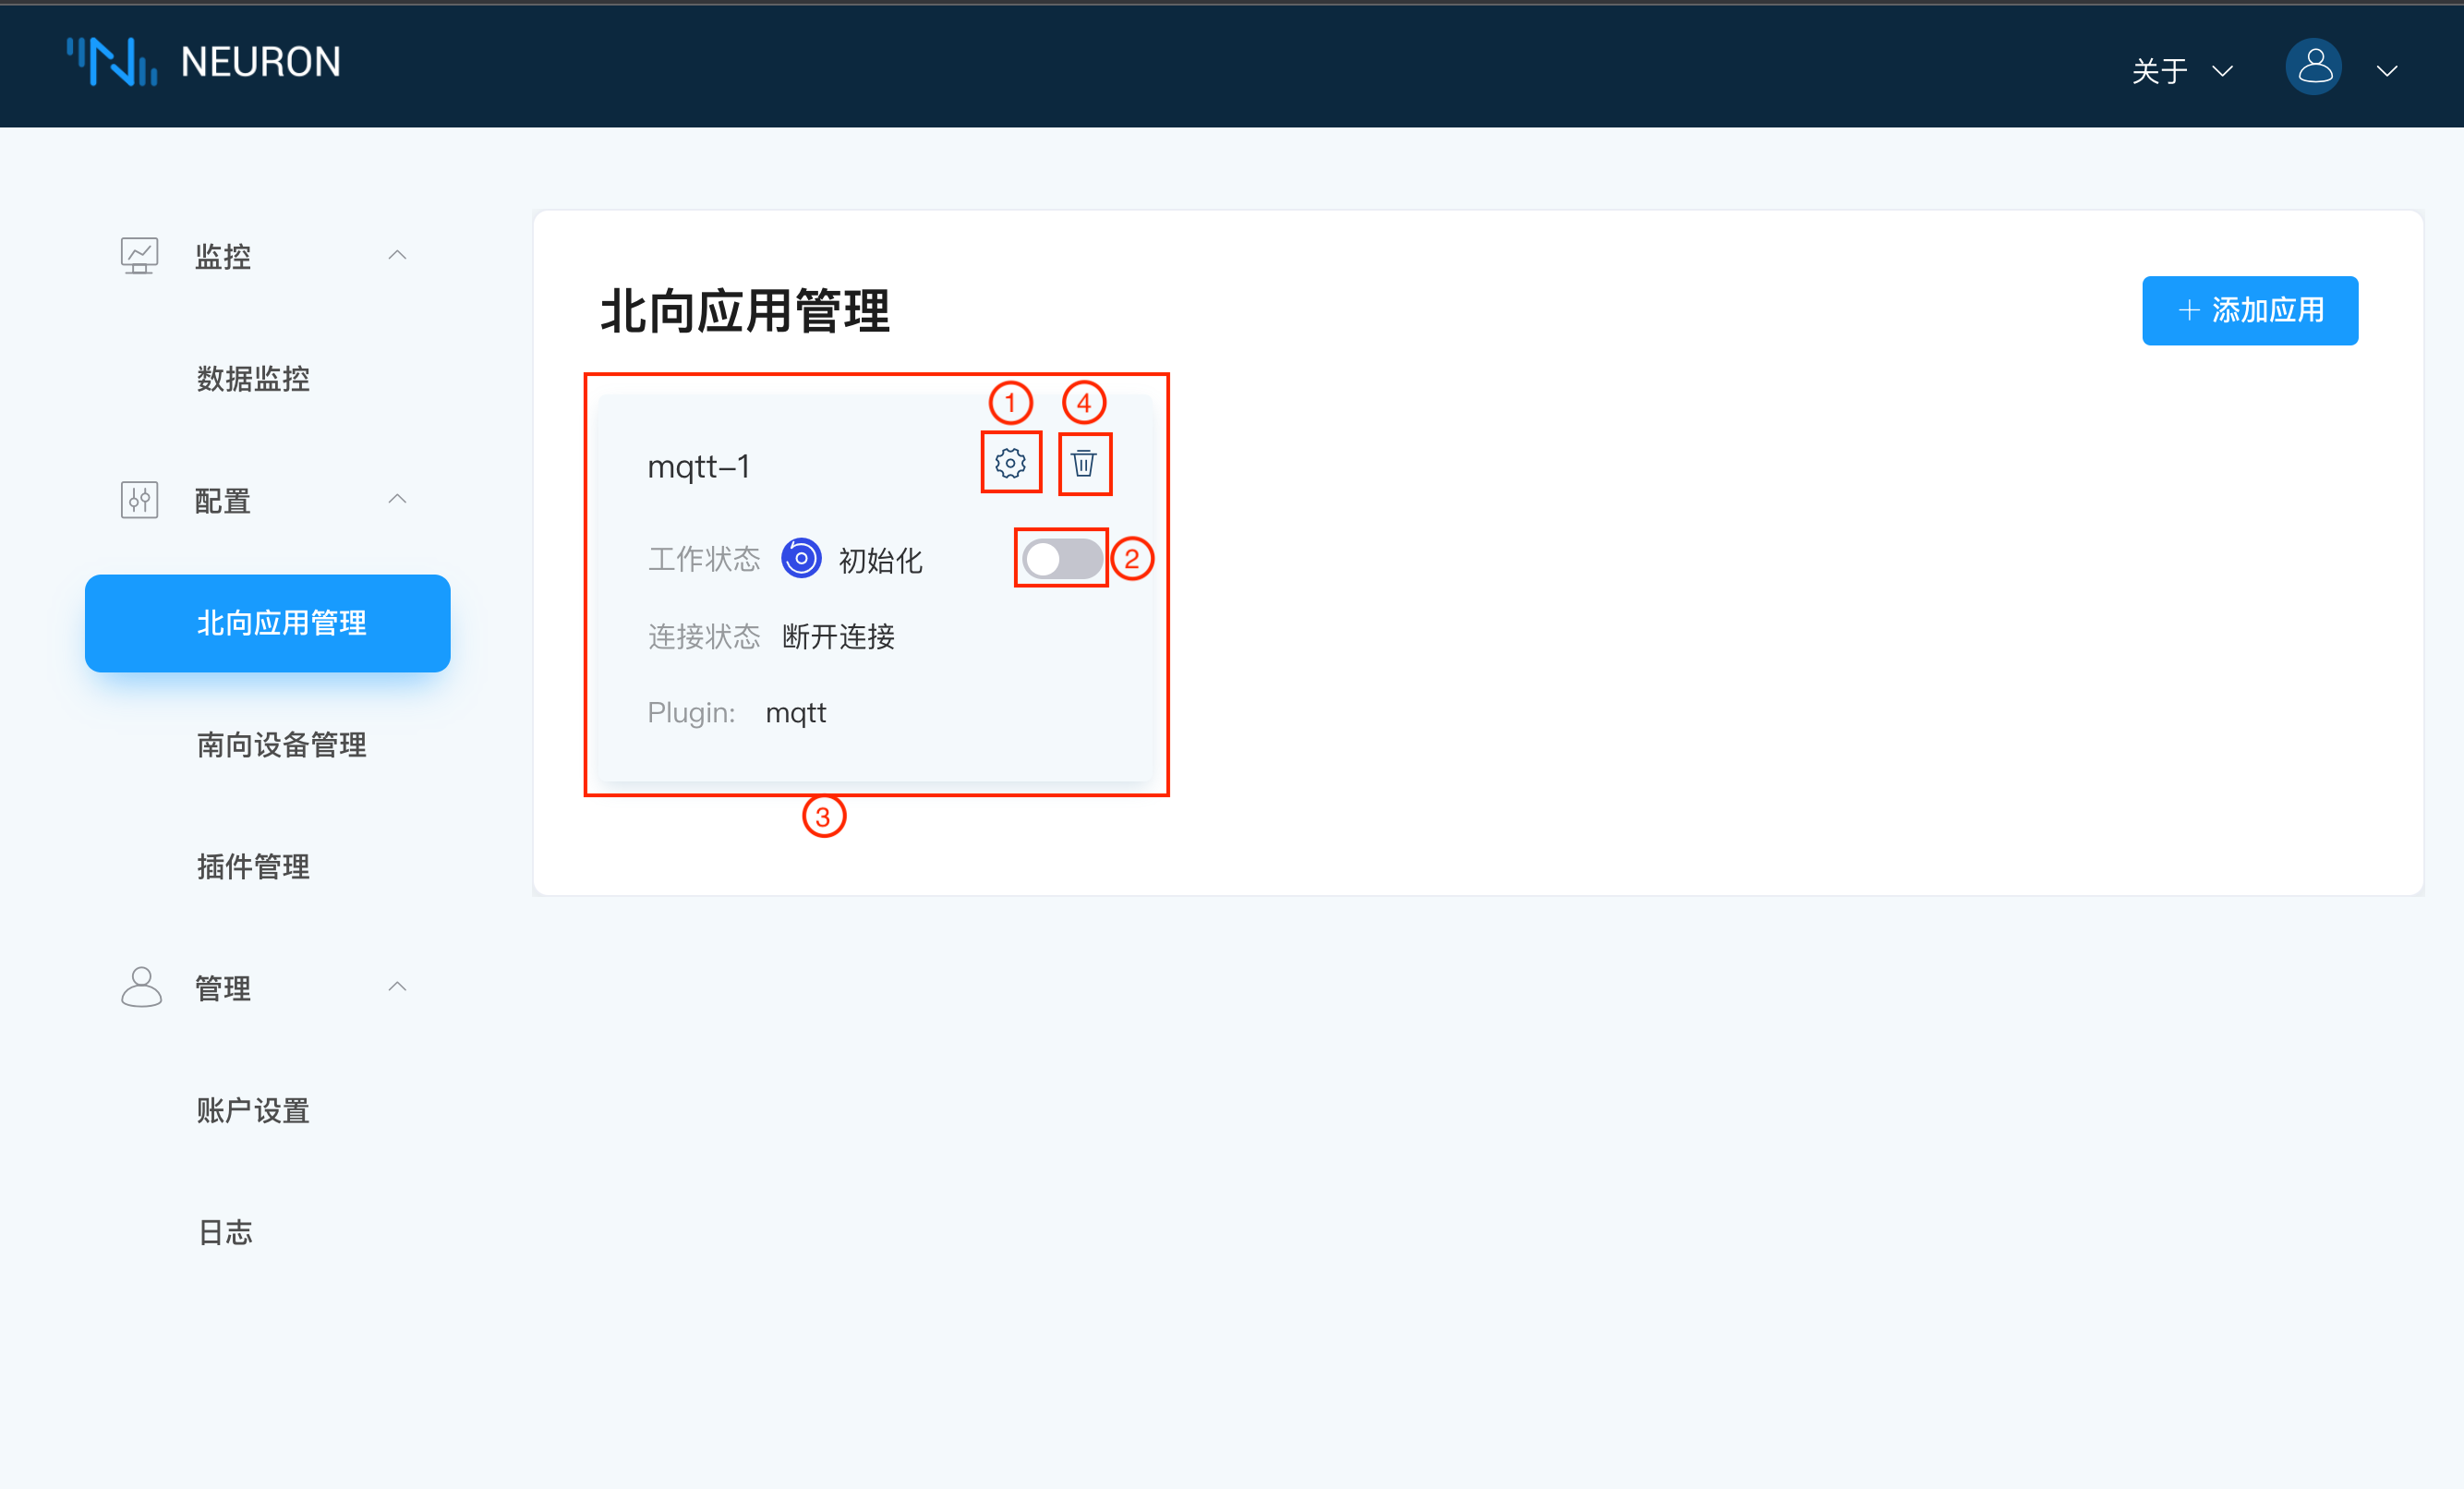 NEURON
关于
监控
数据监控
配置
北向应用管理
南向设备管理
插件管理
管理
账户设置
日志
北向应用管理
+ 添加应用
1 4
mqtt-1
工作状态 初始化 2
连接状态 断开连接
Plugin: mqtt
3